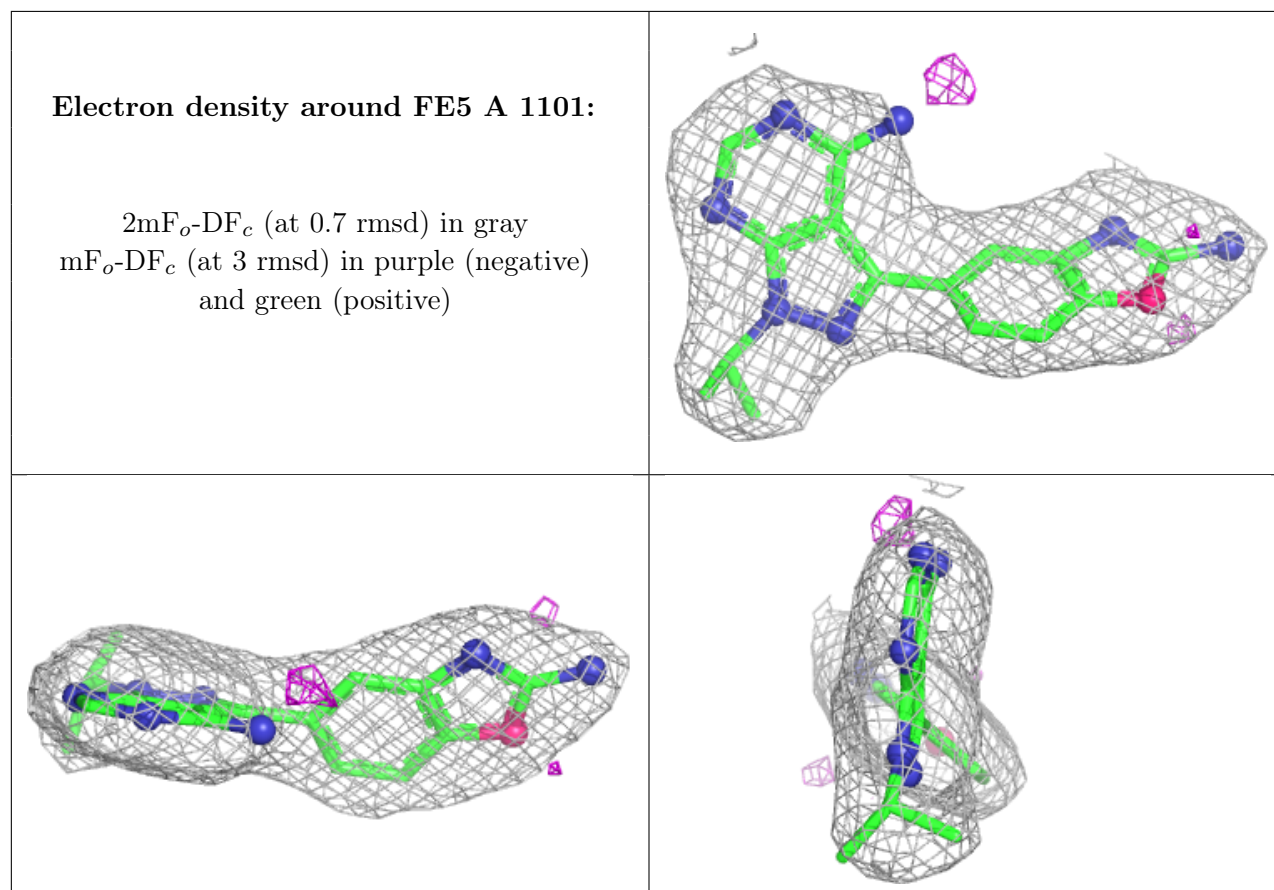 Electron density around FE5 A 1101:
2mFₒ-DF𝒸 (at 0.7 rmsd) in gray
mFₒ-DF𝒸 (at 3 rmsd) in purple (negative)
and green (positive)